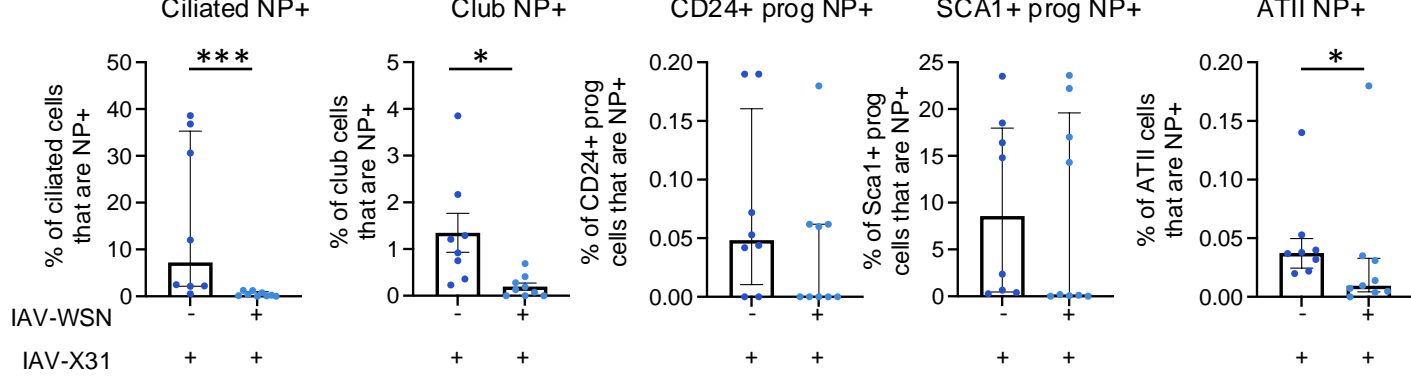 Ciliated NP+
% of ciliated cells
that are NP+
50
40
30
20
10
0
***
Club NP+
% of club cells
that are NP+
5
4
3
2
1
0
*
CD24+ prog NP+
% of CD24+ prog
cells that are NP+
0.20
0.15
0.10
0.05
0.00
SCA1+ prog NP+
% of Sca1+ prog
cells that are NP+
25
20
15
10
5
0
ATII NP+
% of ATII cells
that are NP+
0.20
0.15
0.10
0.05
0.00
*
IAV-WSN - + - + - + - + - +
IAV-X31 + + + + + + + + + +